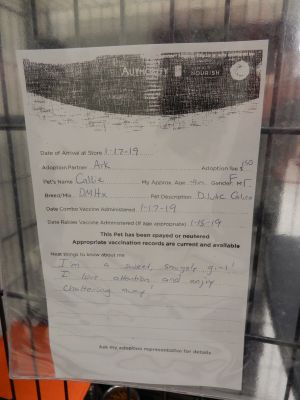 AUTHORITY NOURISH
Date of Arrival at Store 1-17-19
Adoption Partner Ark Adoption fee $ 150
Pet's Name Callie My Approx. Age Gender F
Breed/Mix DMHx Pet Description Dilute Calico
Date Combo Vaccine Administered 1-17-19
Date Rabies Vaccine Administered (if age appropriate) 1-15-19
This Pet has been spayed or neutered
Appropriate vaccination records are current and available
Neat things to know about me
I'm a sweet, snuggly girl!
I love attention and enjoy
chattering away
Ask my adoption representative for details